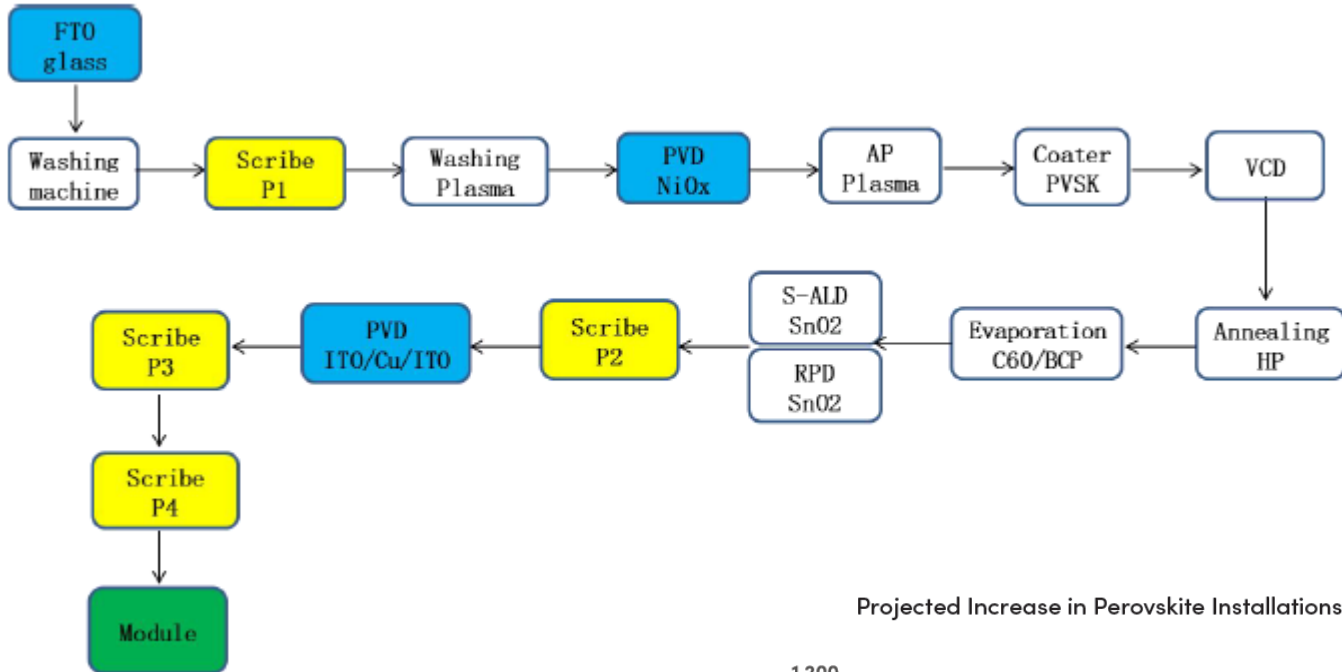 FTO
glass
Washing
machine
Scribe
P1
Washing
Plasma
PVD
NiOx
AP
Plasma
Coater
PVSK
VCD
Annealing
HP
Evaporation
C60/BCP
S-ALD
SnO2
RPD
SnO2
Scribe
P2
PVD
ITO/Cu/ITO
Scribe
P3
Scribe
P4
Module
Projected Increase in Perovskite Installations